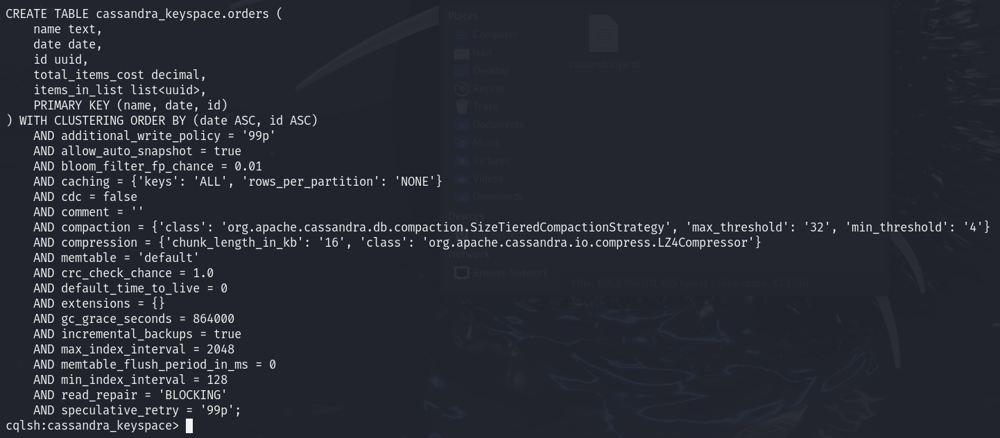 CREATE TABLE cassandra_keyspace.orders (
    name text,
    date date,
    id uuid,
    total_items_cost decimal,
    items_in_list list<uuid>,
    PRIMARY KEY (name, date, id)
) WITH CLUSTERING ORDER BY (date ASC, id ASC)
    AND additional_write_policy = '99p'
    AND allow_auto_snapshot = true
    AND bloom_filter_fp_chance = 0.01
    AND caching = {'keys': 'ALL', 'rows_per_partition': 'NONE'}
    AND cdc = false
    AND comment = ''
    AND compaction = {'class': 'org.apache.cassandra.db.compaction.SizeTieredCompactionStrategy', 'max_threshold': '32', 'min_threshold': '4'}
    AND compression = {'chunk_length_in_kb': '16', 'class': 'org.apache.cassandra.io.compress.LZ4Compressor'}
    AND memtable = 'default'
    AND crc_check_chance = 1.0
    AND default_time_to_live = 0
    AND extensions = {}
    AND gc_grace_seconds = 864000
    AND incremental_backups = true
    AND max_index_interval = 2048
    AND memtable_flush_period_in_ms = 0
    AND min_index_interval = 128
    AND read_repair = 'BLOCKING'
    AND speculative_retry = '99p';
cqlsh:cassandra_keyspace>
Places
Computer
ivan
Desktop
Recent
Trash
Documents
Music
Pictures
Videos
Downloads
Devices
Network
Browse Network
cassandra.yaml